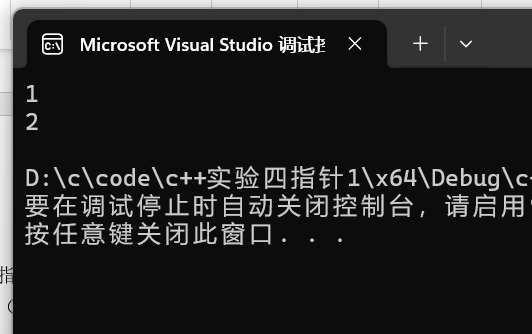 Microsoft Visual Studio 调试控
1
2
D:\c\code\c++实验四指针1\x64\Debug\c
要在调试停止时自动关闭控制台，请启用
按任意键关闭此窗口. . .
指